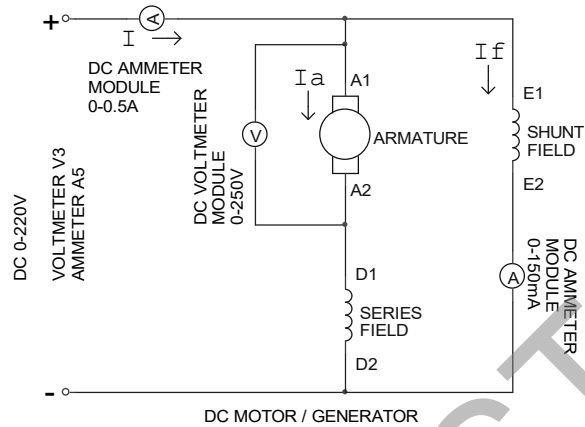 +
A
I
DC AMMETER
MODULE
0-0.5A
Ia
If
A1
E1
V
ARMATURE
SHUNT
FIELD
A2
E2
DC VOLTMETER
MODULE
0-250V
DC 0-220V
VOLTMETER V3
AMMETER A5
D1
A
DC AMMETER
MODULE
0-150mA
SERIES
FIELD
D2
-
DC MOTOR / GENERATOR
CT